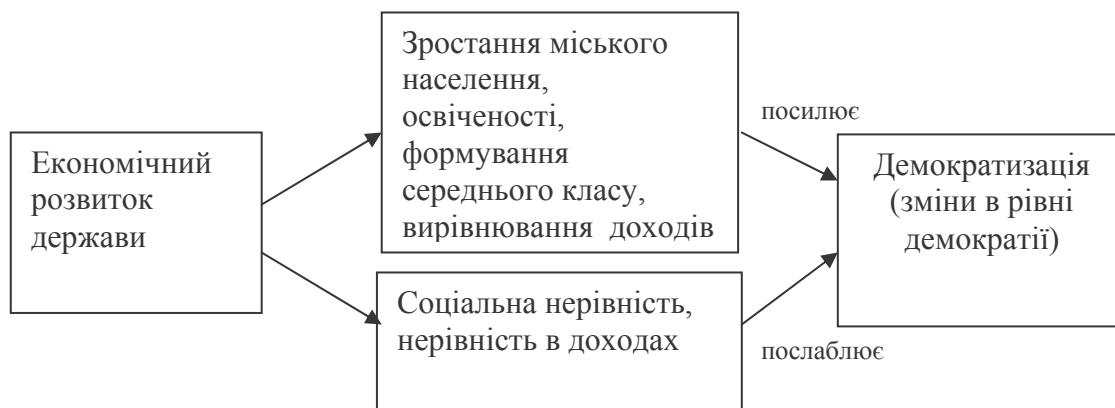 Економічний
розвиток
держави
Зростання міського
населення,
освіченості,
формування
середнього класу,
вирівнювання доходів
Соціальна нерівність,
нерівність в доходах
посилює
послаблює
Демократизація
(зміни в рівні
демократії)